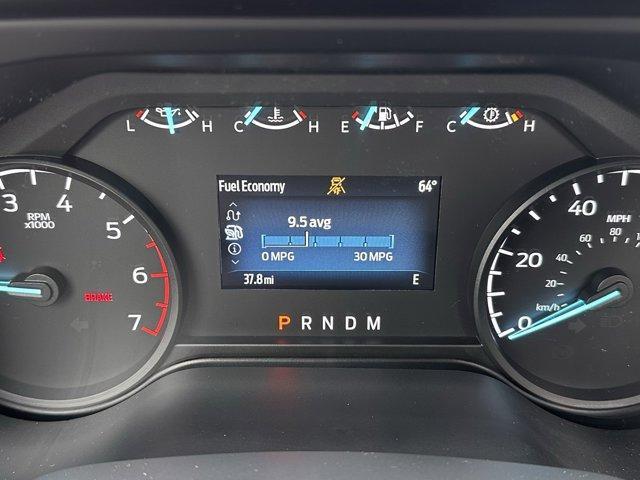 L H C H E F C H
Fuel Economy 64°
9.5 avg
0 MPG 30 MPG
37.8 mi E
P R N D M
3 4 5 6 7
RPM
x1000
BRAKE
0 20 40
MPH
20 40 60 80
km/h